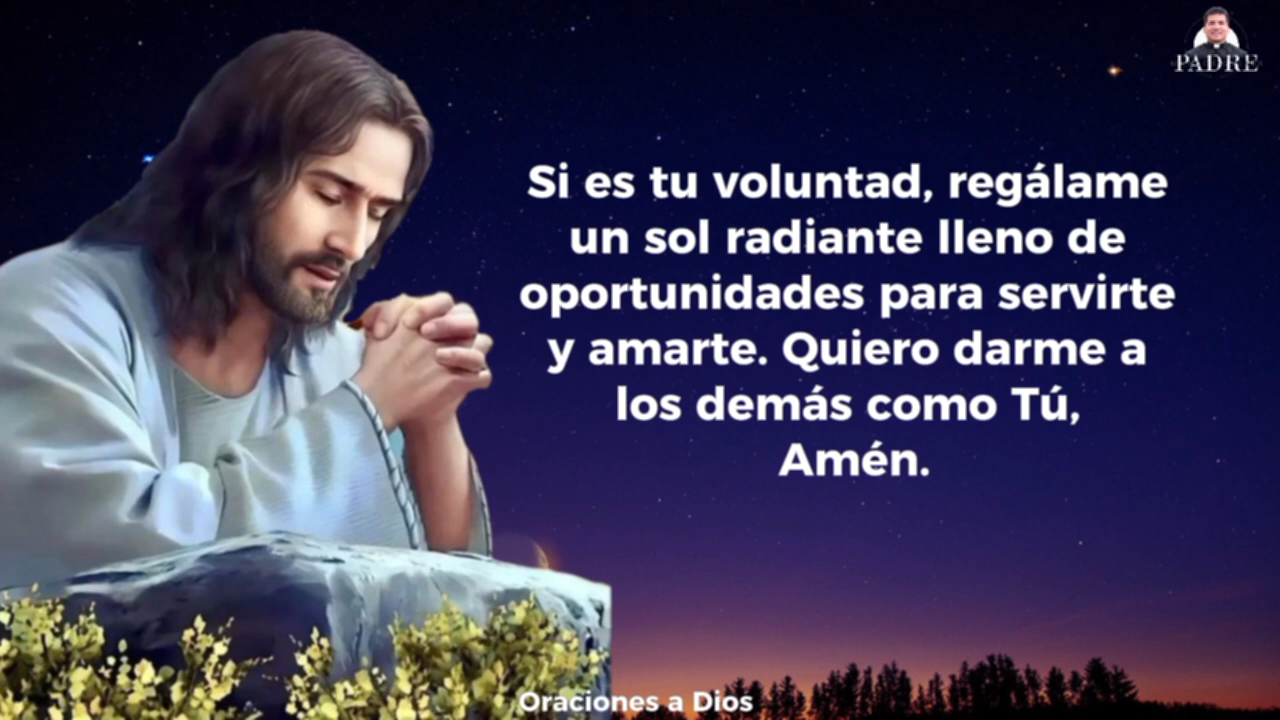 PADRE
Si es tu voluntad, regálame
un sol radiante lleno de
oportunidades para servirte
y amarte. Quiero darme a
los demás como Tú,
Amén.
Oraciones a Dios